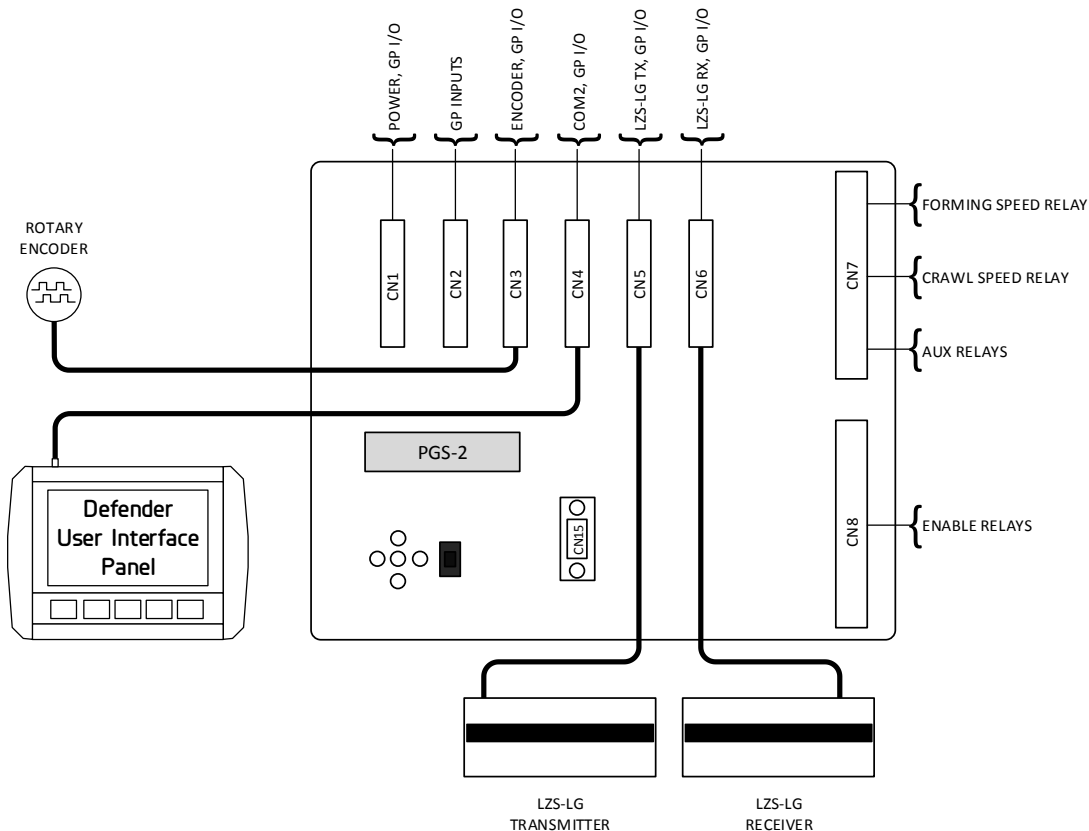 POWER, GP I/O
GP INPUTS
ENCODER, GP I/O
COM2, GP I/O
LZS-LG TX, GP I/O
LZS-LG RX, GP I/O
ROTARY
ENCODER
CN1
CN2
CN3
CN4
CN5
CN6
CN7
FORMING SPEED RELAY
CRAWL SPEED RELAY
AUX RELAYS
PGS-2
Defender
User Interface
Panel
CN15
CN8
ENABLE RELAYS
LZS-LG
TRANSMITTER
LZS-LG
RECEIVER